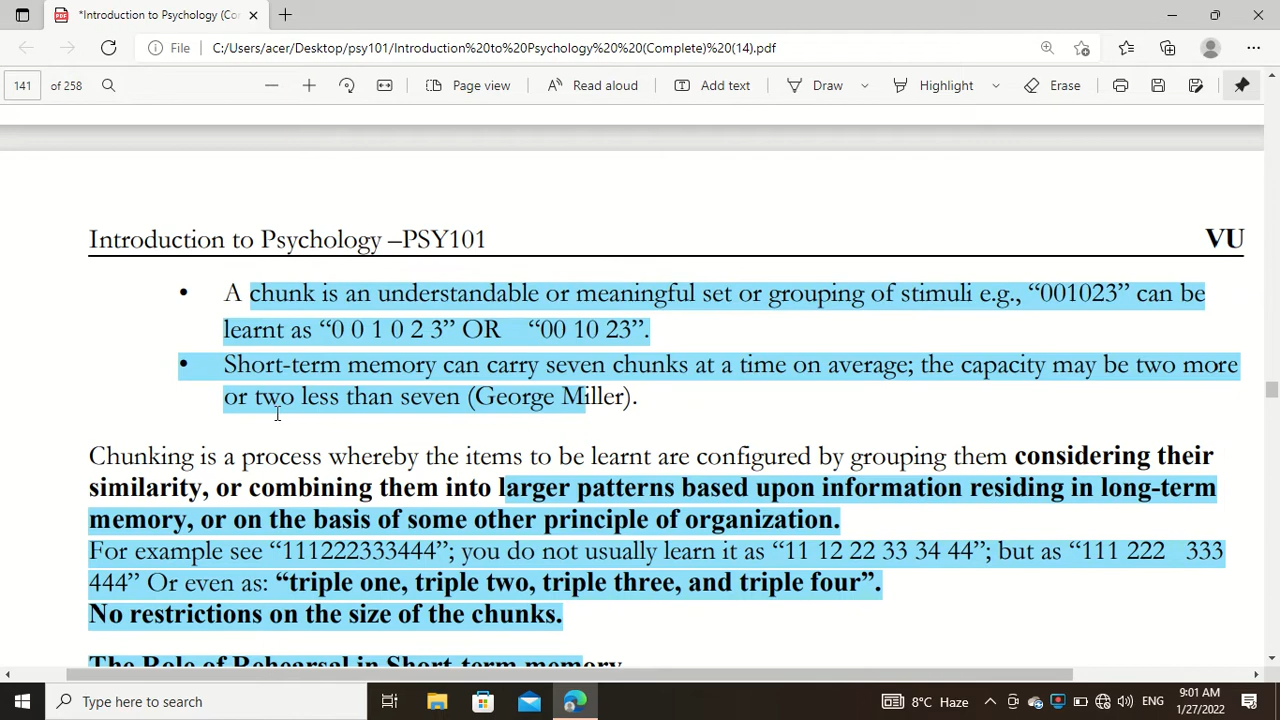 *Introduction to Psychology (Co
File
C:/Users/acer/Desktop/psy101/Introduction%20to%20Psychology%20%20(Complete)%20(14).pdf
141 of 258
Page view
Read aloud
Add text
Draw
Highlight
Erase
Introduction to Psychology –PSY101 VU
• A chunk is an understandable or meaningful set or grouping of stimuli e.g., “001023” can be
learnt as “0 0 1 0 2 3” OR “00 10 23”.
• Short-term memory can carry seven chunks at a time on average; the capacity may be two more
or two less than seven (George Miller).
Chunking is a process whereby the items to be learnt are configured by grouping them considering their
similarity, or combining them into larger patterns based upon information residing in long-term
memory, or on the basis of some other principle of organization.
For example see “111222333444”; you do not usually learn it as “11 12 22 33 34 44”; but as “111 222 333
444” Or even as: “triple one, triple two, triple three, and triple four”.
No restrictions on the size of the chunks.
The Role of Rehearsal in Short-term memory
Type here to search
8°C Haze
ENG
9:01 AM
1/27/2022